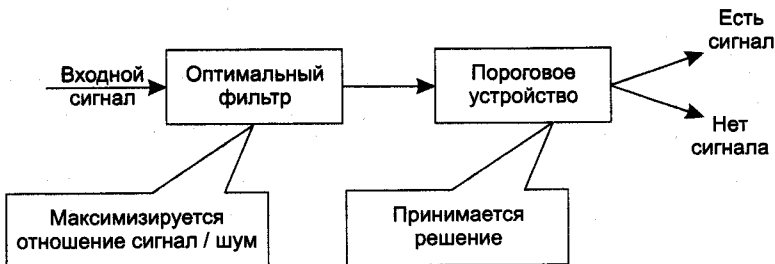 Входной
сигнал
Оптимальный
фильтр
Пороговое
устройство
Есть
сигнал
Нет
сигнала
Максимизируется
отношение сигнал / шум
Принимается
решение